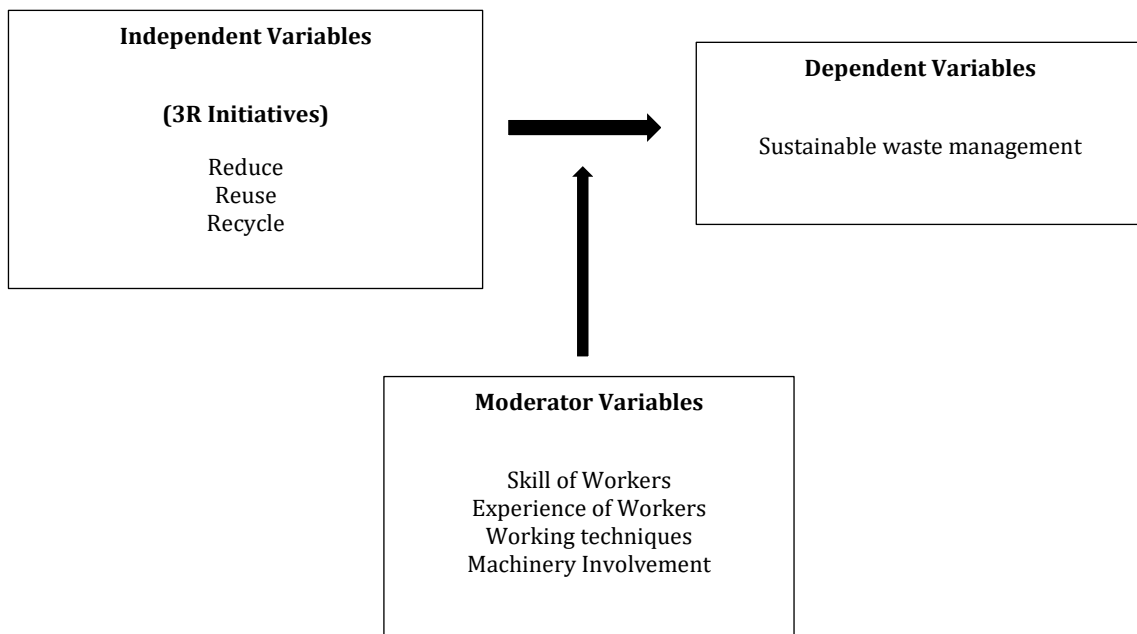 Independent Variables
(3R Initiatives)
Reduce
Reuse
Recycle
Dependent Variables
Sustainable waste management
Moderator Variables
Skill of Workers
Experience of Workers
Working techniques
Machinery Involvement